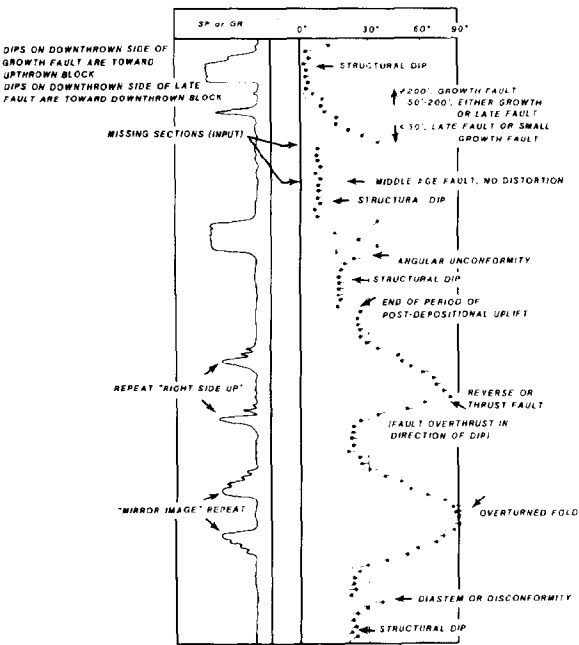 SP or GR
0° 10° 30° 60° 90°
DIPS ON DOWNTHROWN SIDE OF
GROWTH FAULT ARE TOWARD
UPTHROWN BLOCK
DIPS ON DOWNTHROWN SIDE OF LATE
FAULT ARE TOWARD DOWNTHROWN BLOCK
STRUCTURAL DIP
200', GROWTH FAULT
50'-200', EITHER GROWTH
OR LATE FAULT
<50', LATE FAULT OR SMALL
GROWTH FAULT
MISSING SECTIONS (INPUT)
MIDDLE AGE FAULT, NO DISTORTION
STRUCTURAL DIP
ANGULAR UNCONFORMITY
STRUCTURAL DIP
END OF PERIOD OF
POST-DEPOSITIONAL UPLIFT
REPEAT "RIGHT SIDE UP"
REVERSE OR
THRUST FAULT
(FAULT OVERTHRUST IN
DIRECTION OF DIP)
"MIRROR IMAGE" REPEAT
OVERTURNED FOLD
DIASTEM OR DISCONFORMITY
STRUCTURAL DIP